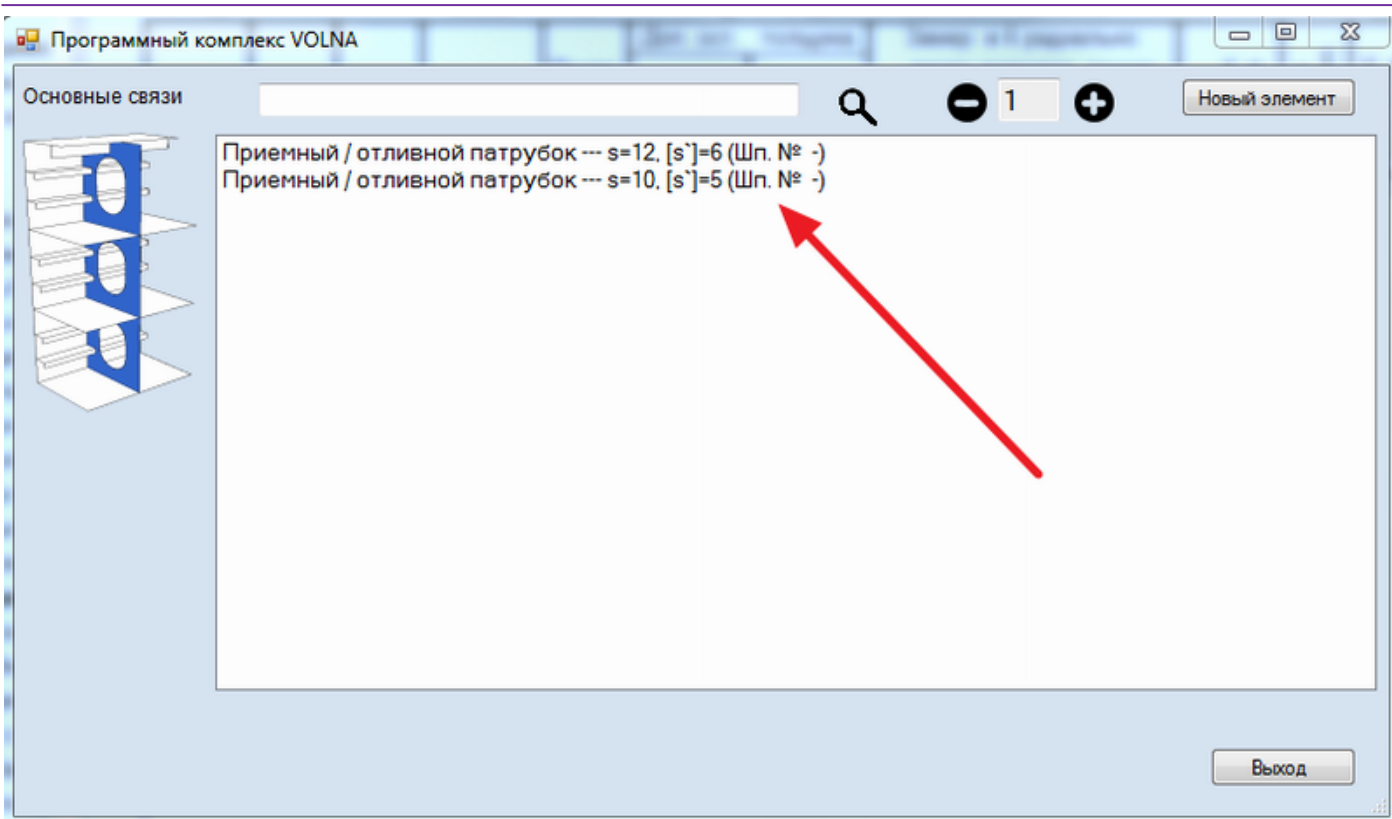 Программный комплекс VOLNA
Основные связи
1
Новый элемент
Приемный / отливной патрубок --- s=12, [s`]=6 (Шп. № -)
Приемный / отливной патрубок --- s=10, [s`]=5 (Шп. № -)
Выход